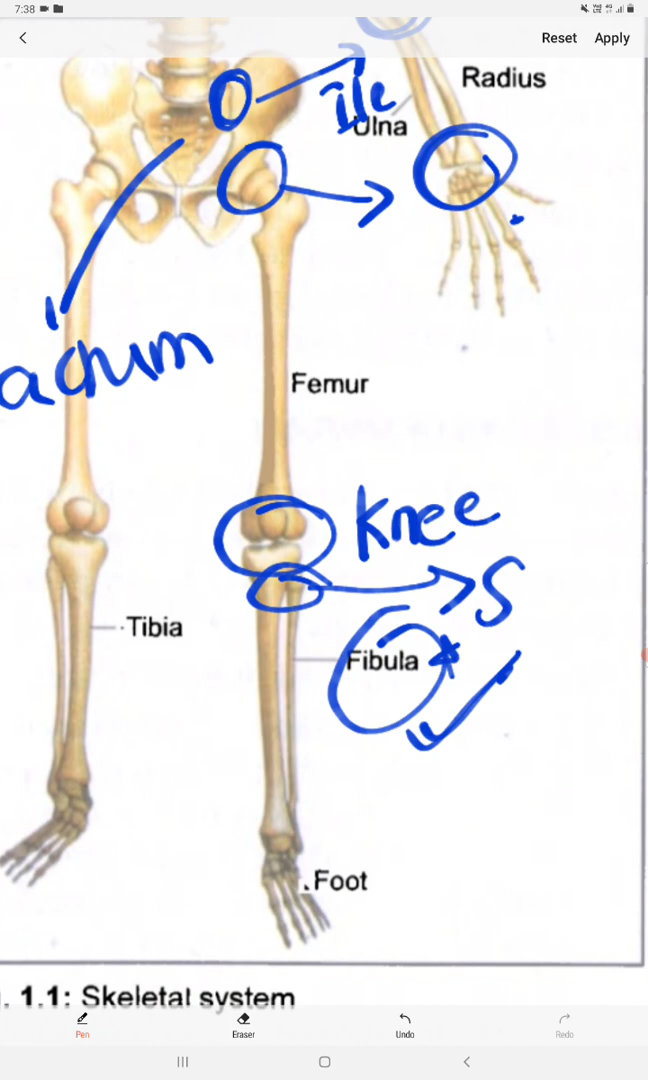 7:38
Reset Apply
Radius
Ile
Ulna
acrum
Femur
Knee
S
Tibia
Fibula
.Foot
. 1.1: Skeletal system
Pen Eraser Undo Redo